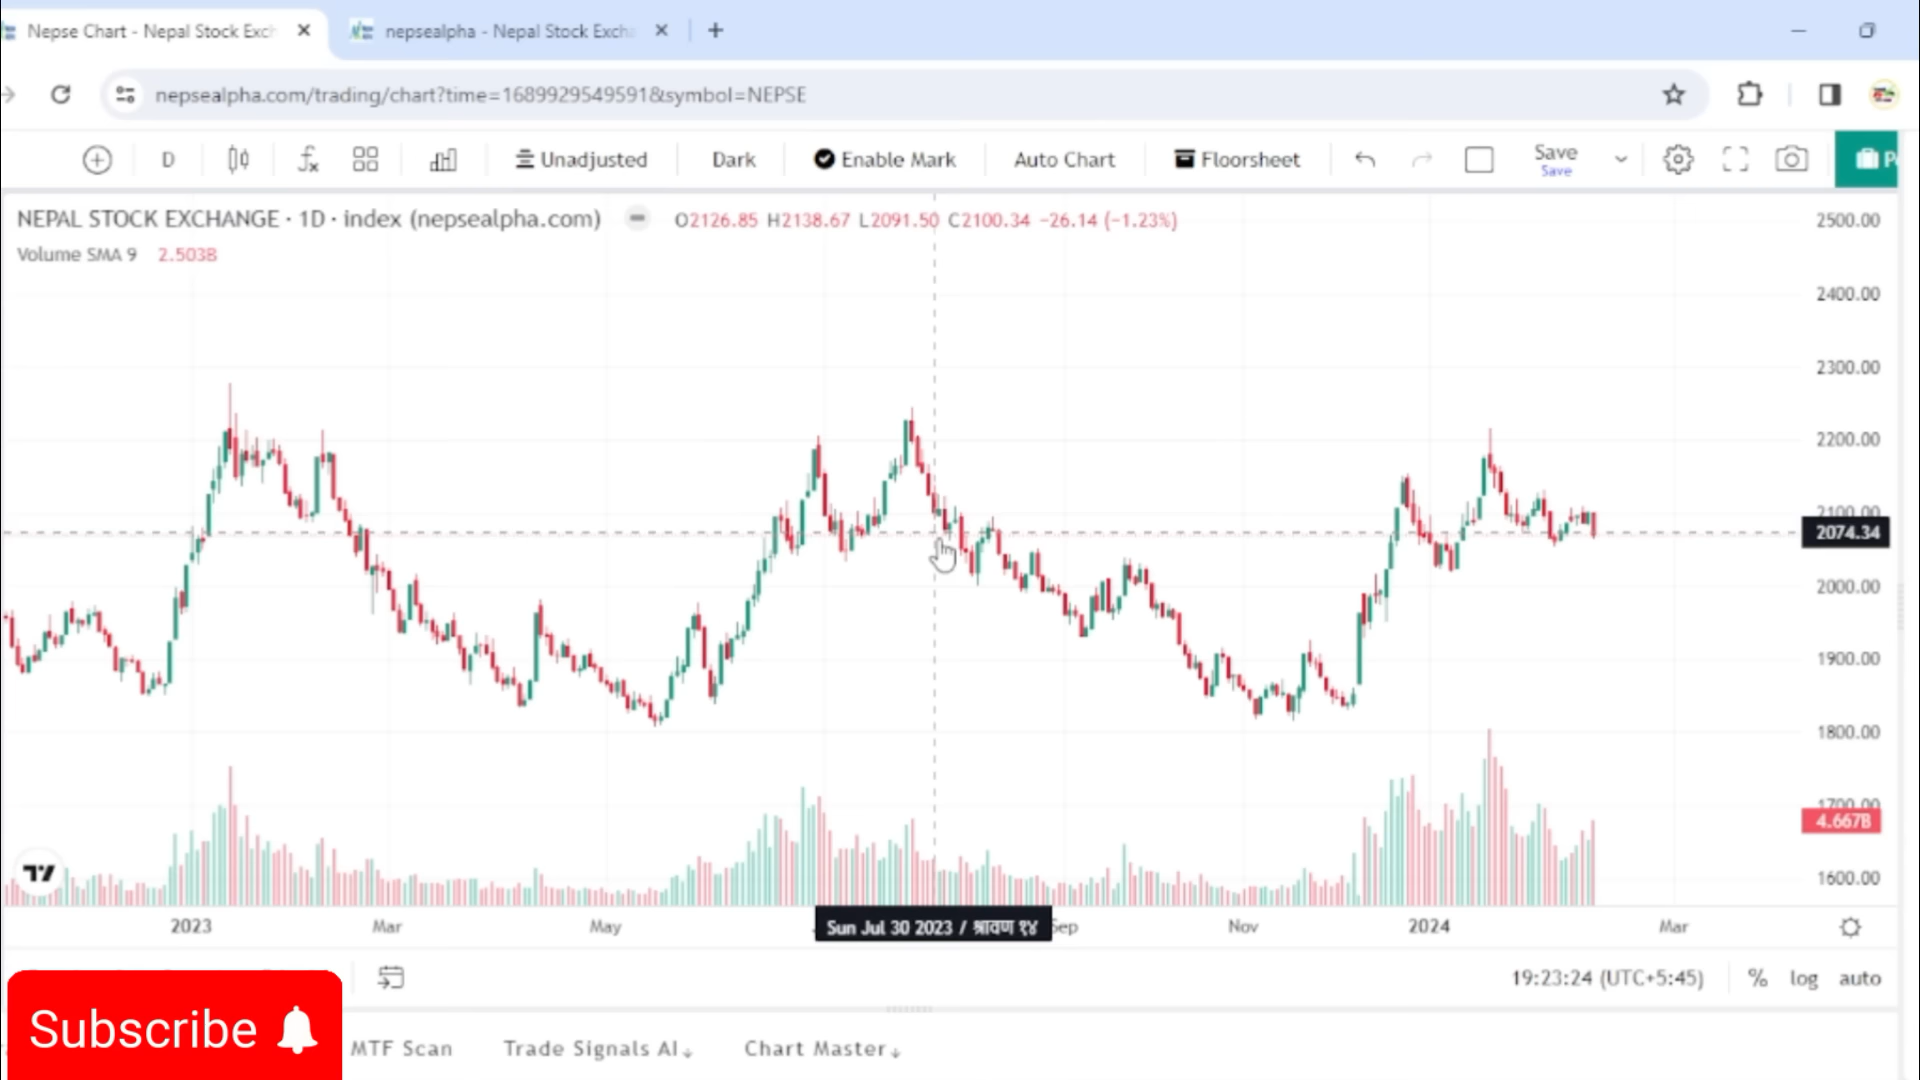 Nepse Chart - Nepal Stock Exch
nepsealpha - Nepal Stock Excha
nepsealpha.com/trading/chart?time=1689929549591&symbol=NEPSE
D Unadjusted Dark Enable Mark Auto Chart Floorsheet Save
Save
NEPAL STOCK EXCHANGE · 1D · index (nepsealpha.com) O2126.85 H2138.67 L2091.50 C2100.34 −26.14 (−1.23%)
Volume SMA 9 2.503B
2500.00
2400.00
2300.00
2200.00
2100.00
2074.34
2000.00
1900.00
1800.00
1700.00
4.667B
1600.00
2023 Mar May Sun Jul 30 2023 / श्रावण १४ Sep Nov 2024 Mar
19:23:24 (UTC+5:45) % log auto
Subscribe
MTF Scan Trade Signals AI↓ Chart Master↓